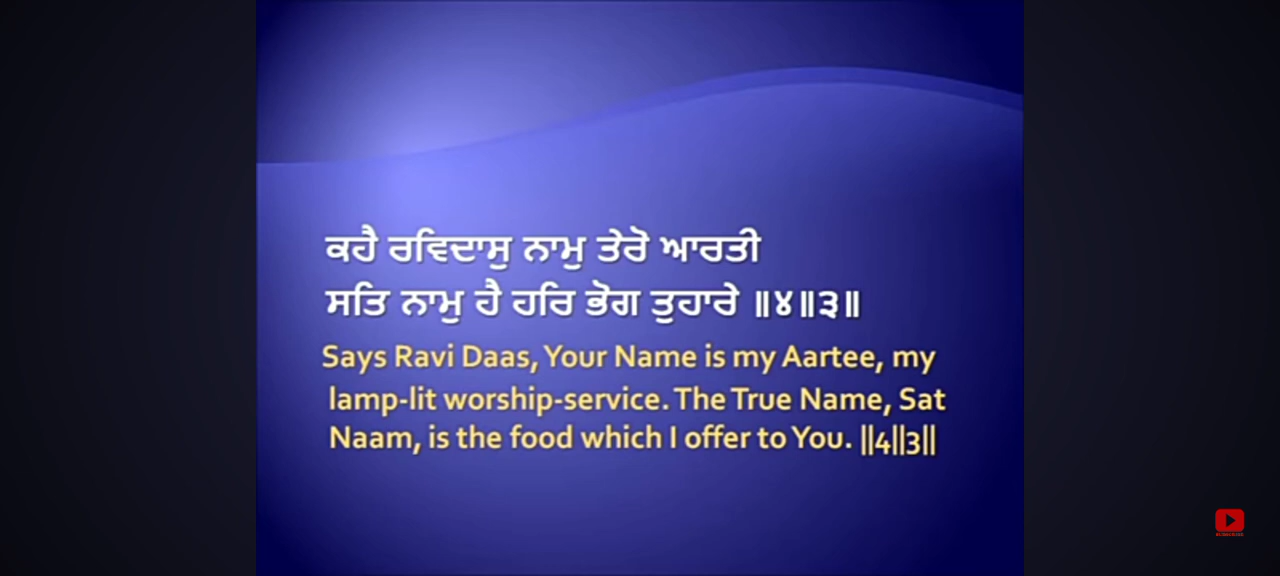 ਕਹੈ ਰਵਿਦਾਸੁ ਨਾਮੁ ਤੇਰੋ ਆਰਤੀ
ਸਤਿ ਨਾਮੁ ਹੈ ਹਰਿ ਭੋਗ ਤੁਹਾਰੇ ॥੪॥੩॥
Says Ravi Daas, Your Name is my Aartee, my
lamp-lit worship-service. The True Name, Sat
Naam, is the food which I offer to You. ||4||3||